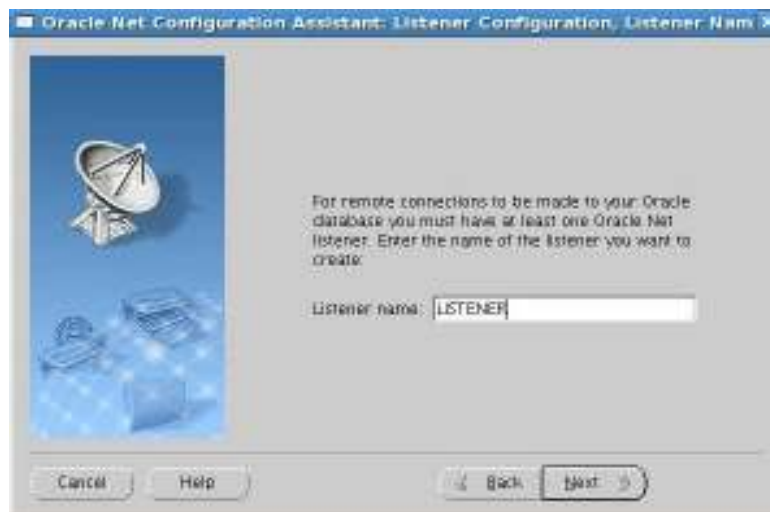 Oracle Net Configuration Assistant: Listener Configuration, Listener Nam
For remote connections to be made to your Oracle
database you must have at least one Oracle Net
listener. Enter the name of the listener you want to
create:
Listener name: LISTENER
Cancel Help Back Next